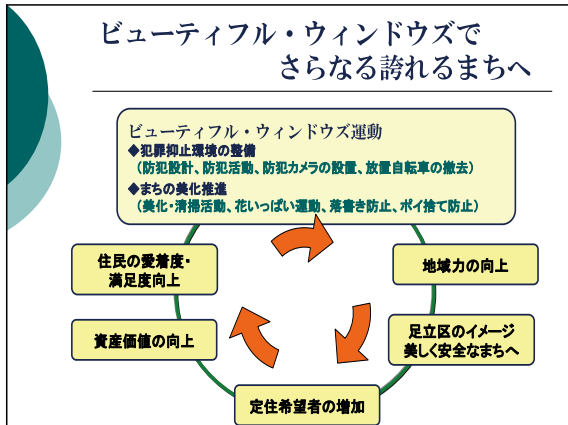 ビューティフル・ウィンドウズで
さらなる誇れるまちへ
ビューティフル・ウィンドウズ運動
◆犯罪抑止環境の整備
（防犯設計、防犯活動、防犯カメラの設置、放置自転車の撤去）
◆まちの美化推進
（美化・清掃活動、花いっぱい運動、落書き防止、ポイ捨て防止）
住民の愛着度・
満足度向上
地域力の向上
資産価値の向上
足立区のイメージ
美しく安全なまちへ
定住希望者の増加